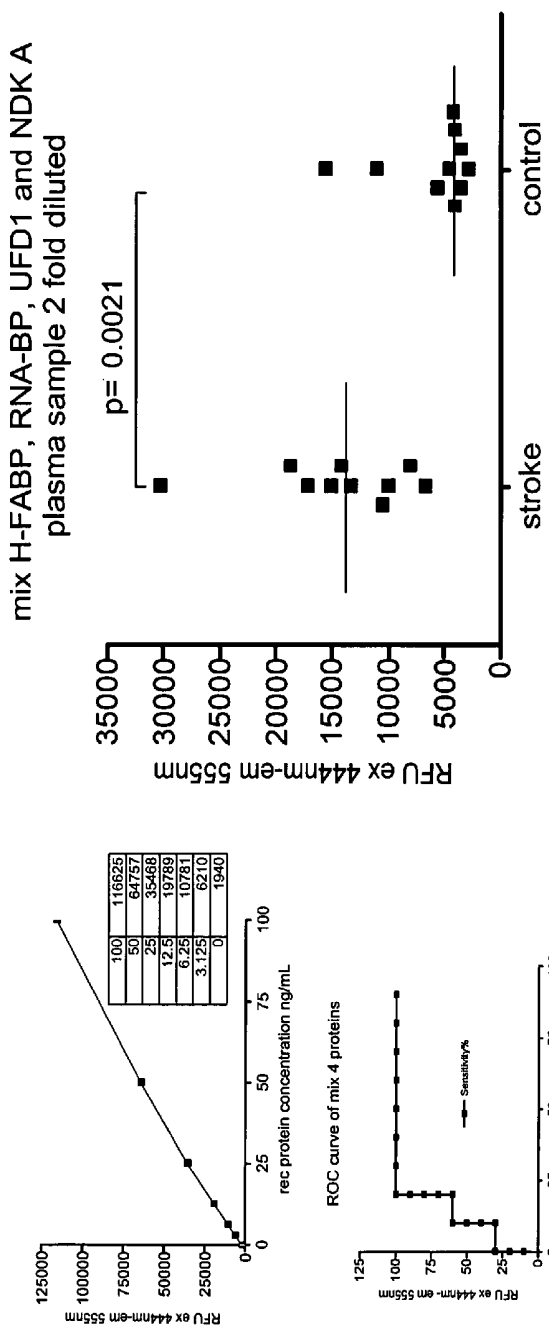 mix H-FABP, RNA-BP, UFD1 and NDK A
plasma sample 2 fold diluted
p= 0.0021
35000
30000
25000
20000
15000
10000
5000
0
RFU ex 444nm-em 555nm
stroke
control
125000
100000
75000
50000
25000
0
RFU ex 444nm-em 555nm
0
25
50
75
100
rec protein concentration ng/mL
100 116625
50 64757
25 35468
12.5 19789
6.25 10781
3.125 6210
0 1940
ROC curve of mix 4 proteins
125
100
75
50
25
0
RFU ex 444nm-em 555nm
Sensitivity%